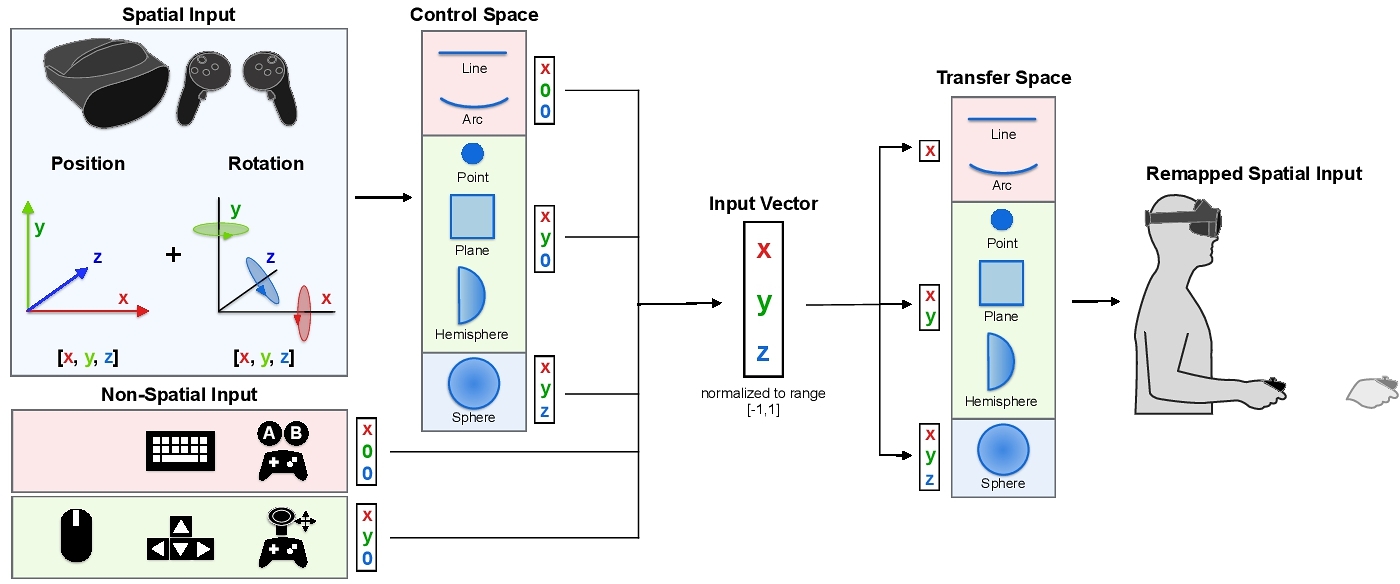 Spatial Input
Position
Rotation
y
z
x
+
y
z
x
[x, y, z]
[x, y, z]
Non-Spatial Input
A B
x
0
0
x
y
0
Control Space
Line
Arc
x
0
0
Point
Plane
Hemisphere
x
y
0
Sphere
x
y
z
Input Vector
x
y
z
normalized to range
[-1,1]
Transfer Space
x
Line
Arc
x
y
Point
Plane
Hemisphere
x
y
z
Sphere
Remapped Spatial Input